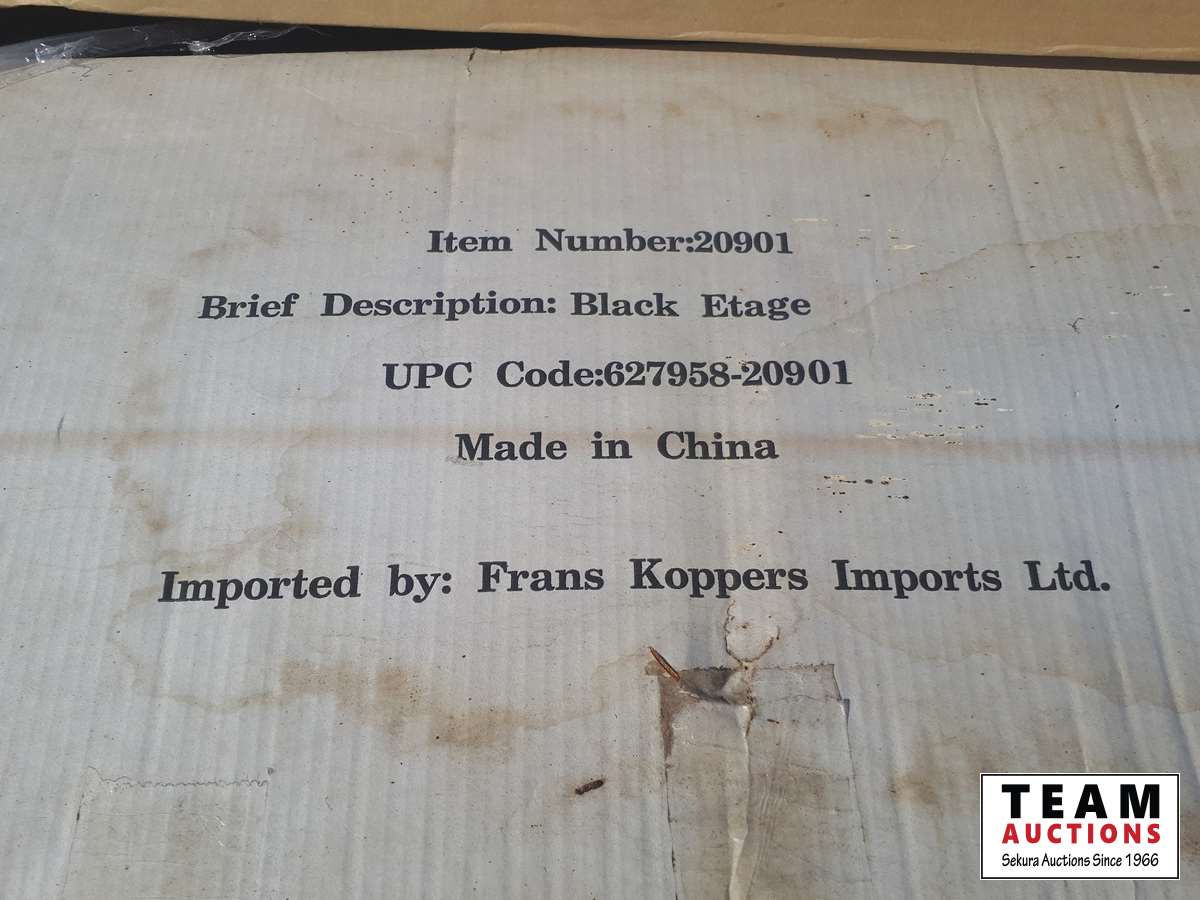 Item Number:20901
Brief Description: Black Etage
UPC Code:627958-20901
Made in China
Imported by: Frans Koppers Imports Ltd.
TEAM
AUCTIONS
Sekura Auctions Since 1966